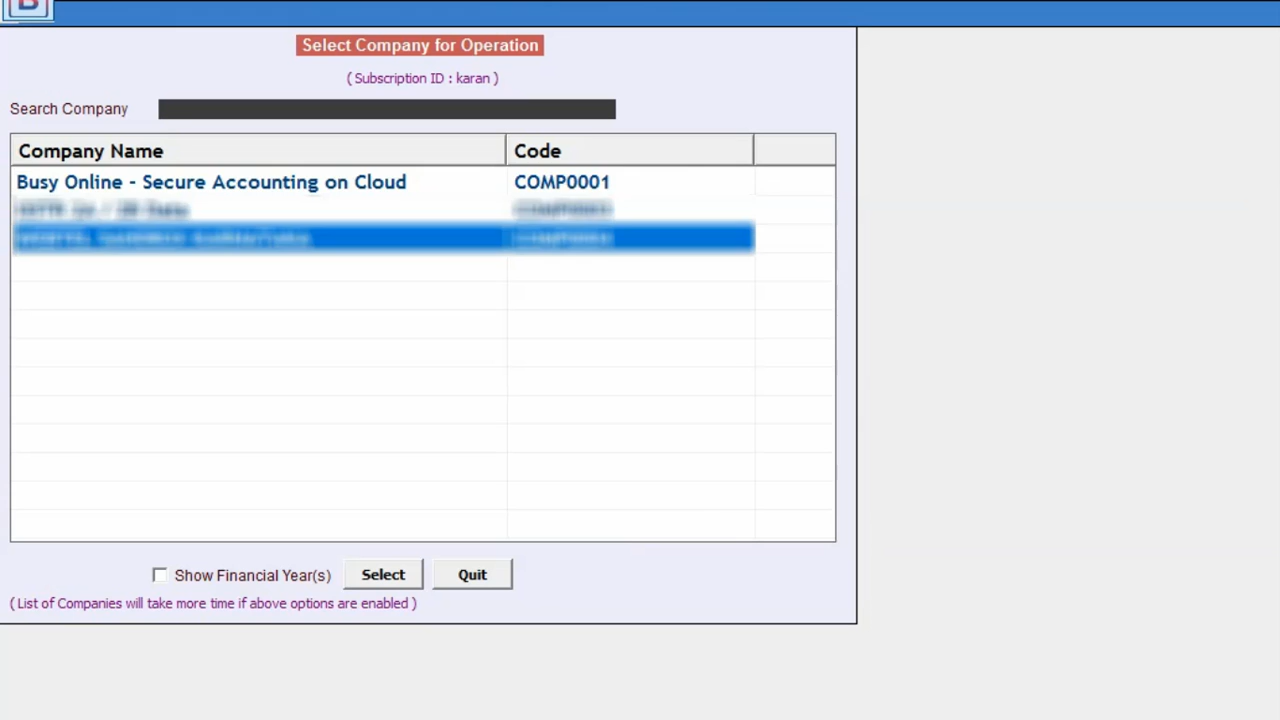 B
Select Company for Operation
( Subscription ID : karan )
Search Company
Company Name Code
Busy Online - Secure Accounting on Cloud COMP0001
Show Financial Year(s) Select Quit
( List of Companies will take more time if above options are enabled )